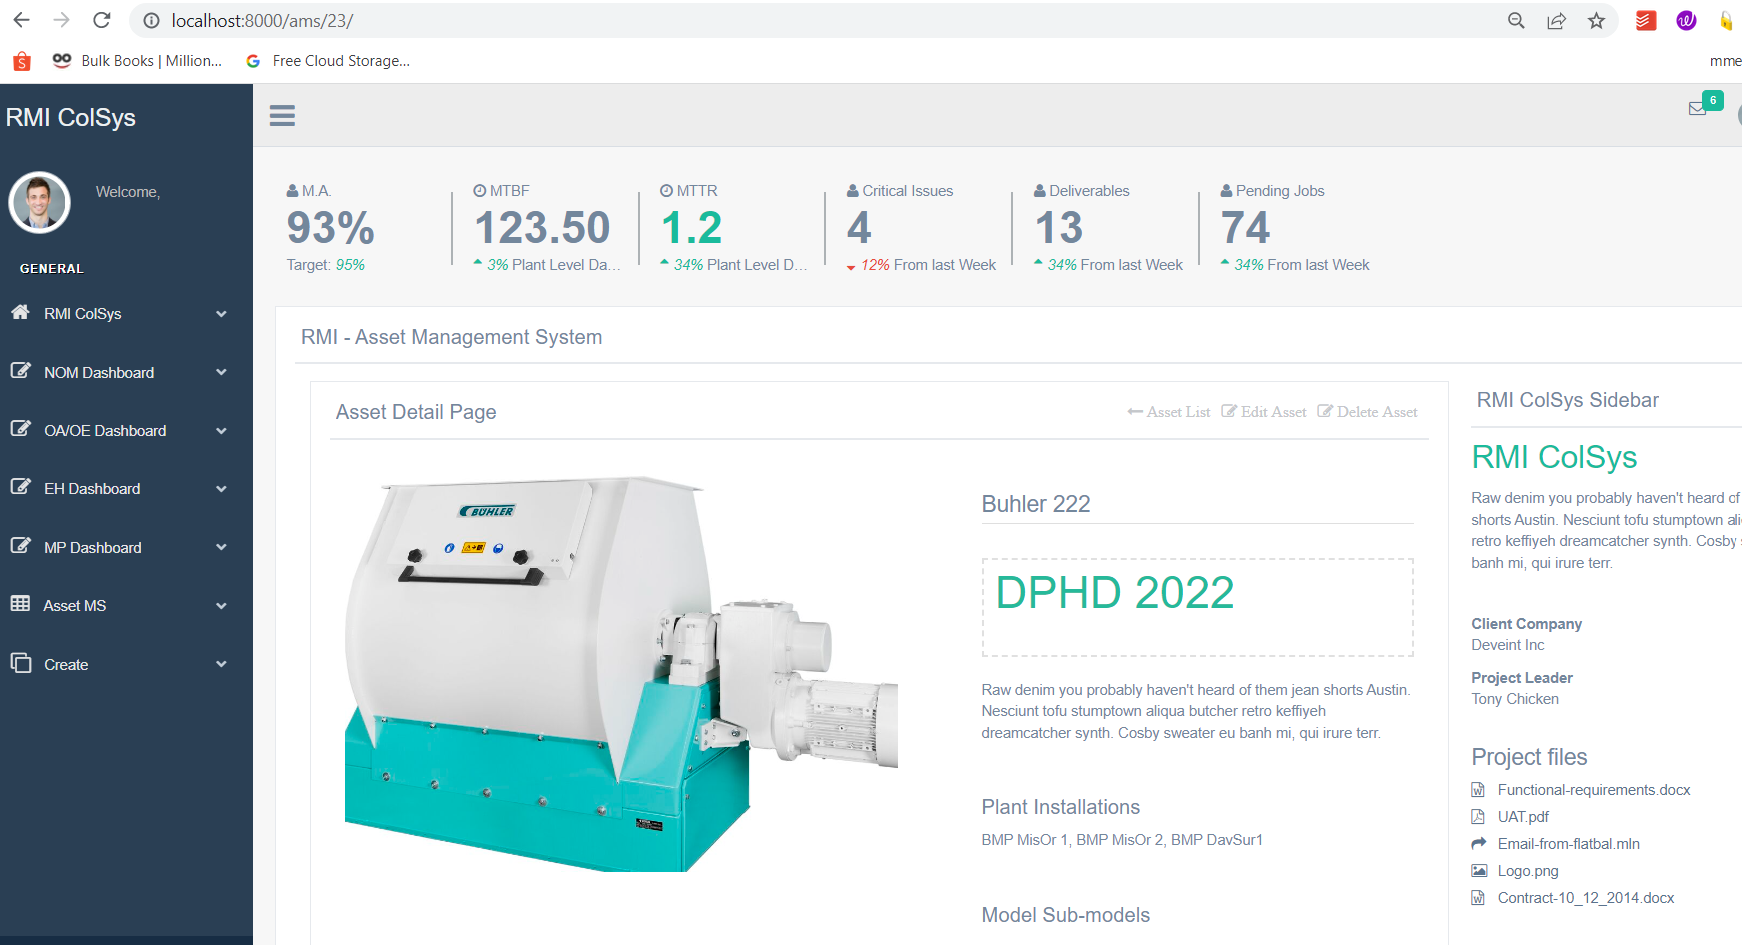 localhost:8000/ams/23/
Bulk Books | Million...
Free Cloud Storage...
mme
RMI ColSys
6
Welcome,
GENERAL
RMI ColSys
NOM Dashboard
OA/OE Dashboard
EH Dashboard
MP Dashboard
Asset MS
Create
M.A.
93%
Target: 95%
MTBF
123.50
3% Plant Level Da...
MTTR
1.2
34% Plant Level D...
Critical Issues
4
12% From last Week
Deliverables
13
34% From last Week
Pending Jobs
74
34% From last Week
RMI - Asset Management System
Asset Detail Page
Asset List Edit Asset Delete Asset
BÜHLER
Buhler 222
DPHD 2022
Raw denim you probably haven't heard of them jean shorts Austin.
Nesciunt tofu stumptown aliqua butcher retro keffiyeh
dreamcatcher synth. Cosby sweater eu banh mi, qui irure terr.
Plant Installations
BMP MisOr 1, BMP MisOr 2, BMP DavSur1
Model Sub-models
RMI ColSys Sidebar
RMI ColSys
Raw denim you probably haven't heard of
shorts Austin. Nesciunt tofu stumptown ali
retro keffiyeh dreamcatcher synth. Cosby
banh mi, qui irure terr.
Client Company
Deveint Inc
Project Leader
Tony Chicken
Project files
Functional-requirements.docx
UAT.pdf
Email-from-flatbal.mln
Logo.png
Contract-10_12_2014.docx